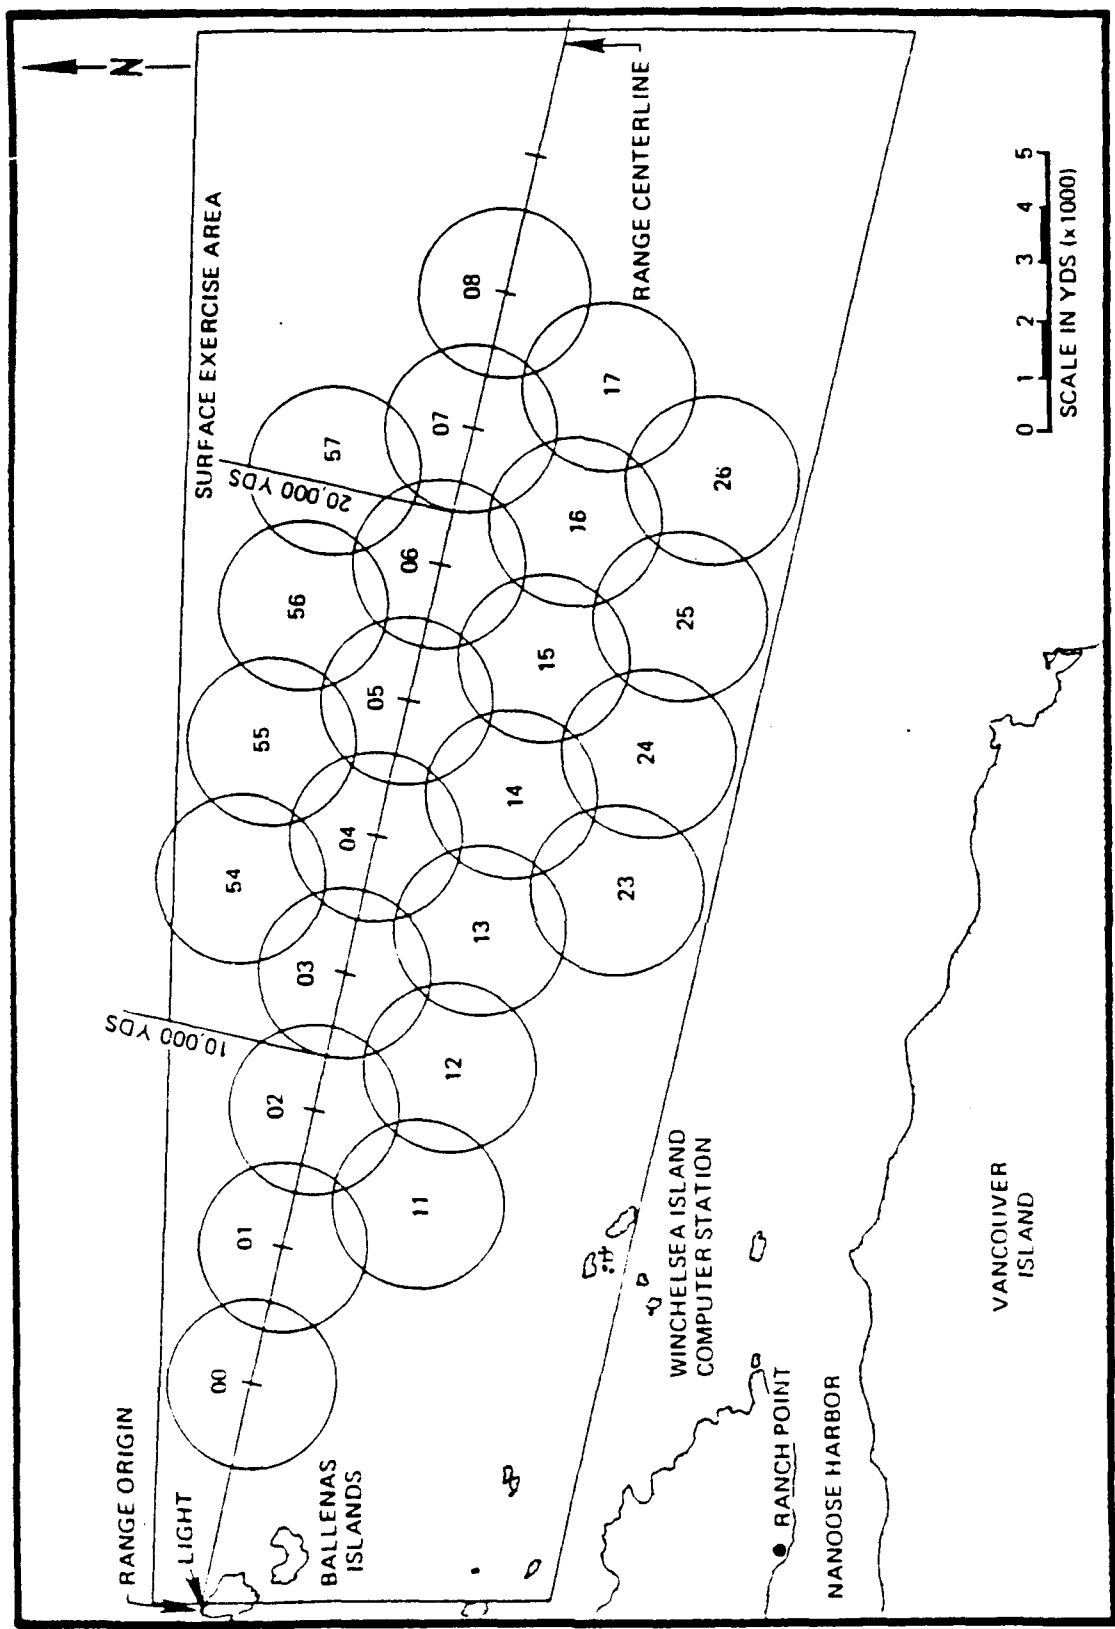 N
SURFACE EXERCISE AREA
RANGE ORIGIN
LIGHT
BALLENAS
ISLANDS
10,000 YDS
20,000 YDS
RANGE CENTERLINE
00
01
02
03
04
05
06
07
08
54
55
56
57
11
12
13
14
15
16
17
23
24
25
26
WINCHELSEA ISLAND
COMPUTER STATION
RANCH POINT
NANOOSE HARBOR
VANCOUVER
ISLAND
0 1 2 3 4 5
SCALE IN YDS (x1000)